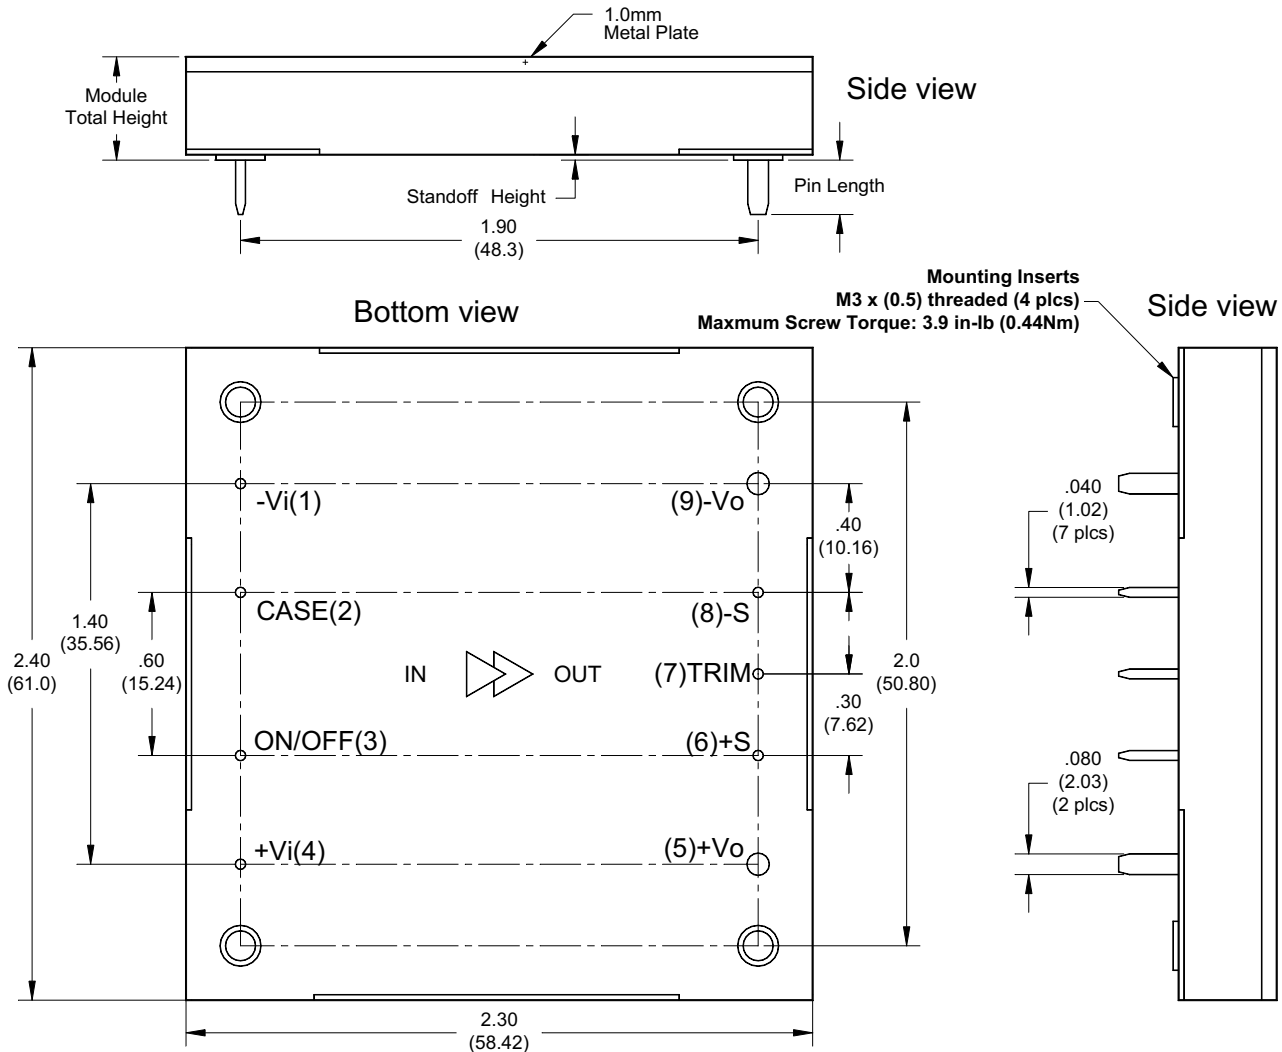 1.0mm
Metal Plate
Module
Total Height
Side view
Standoff Height
Pin Length
1.90
(48.3)
Mounting Inserts
M3 x (0.5) threaded (4 plcs)
Maxmum Screw Torque: 3.9 in-lb (0.44Nm)
Bottom view
Side view
-Vi(1)
(9)-Vo
.040
(1.02)
(7 plcs)
.40
(10.16)
CASE(2)
(8)-S
1.40
(35.56)
.60
(15.24)
2.40
(61.0)
IN
OUT
(7)TRIM
2.0
(50.80)
.30
(7.62)
ON/OFF(3)
(6)+S
.080
(2.03)
(2 plcs)
+Vi(4)
(5)+Vo
2.30
(58.42)